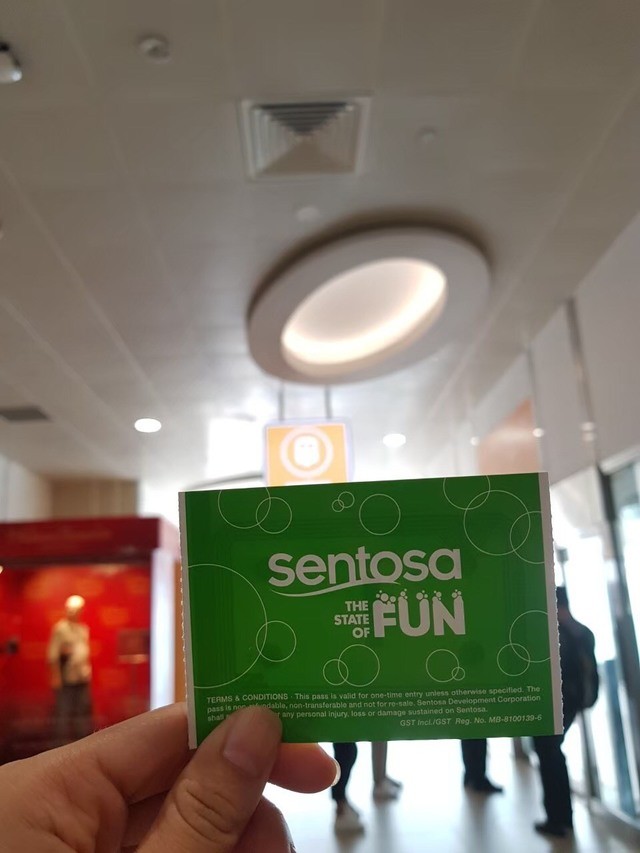 sentosa
THE
STATE
OF
FUN
TERMS & CONDITIONS - This pass is valid for one-time entry unless otherwise specified. The
pass is non-refundable, non-transferable and not for re-sale. Sentosa Development Corporation
shall for any personal injury, loss or damage sustained on Sentosa.
GST Incl./GST Reg. No. MB-8100139-6